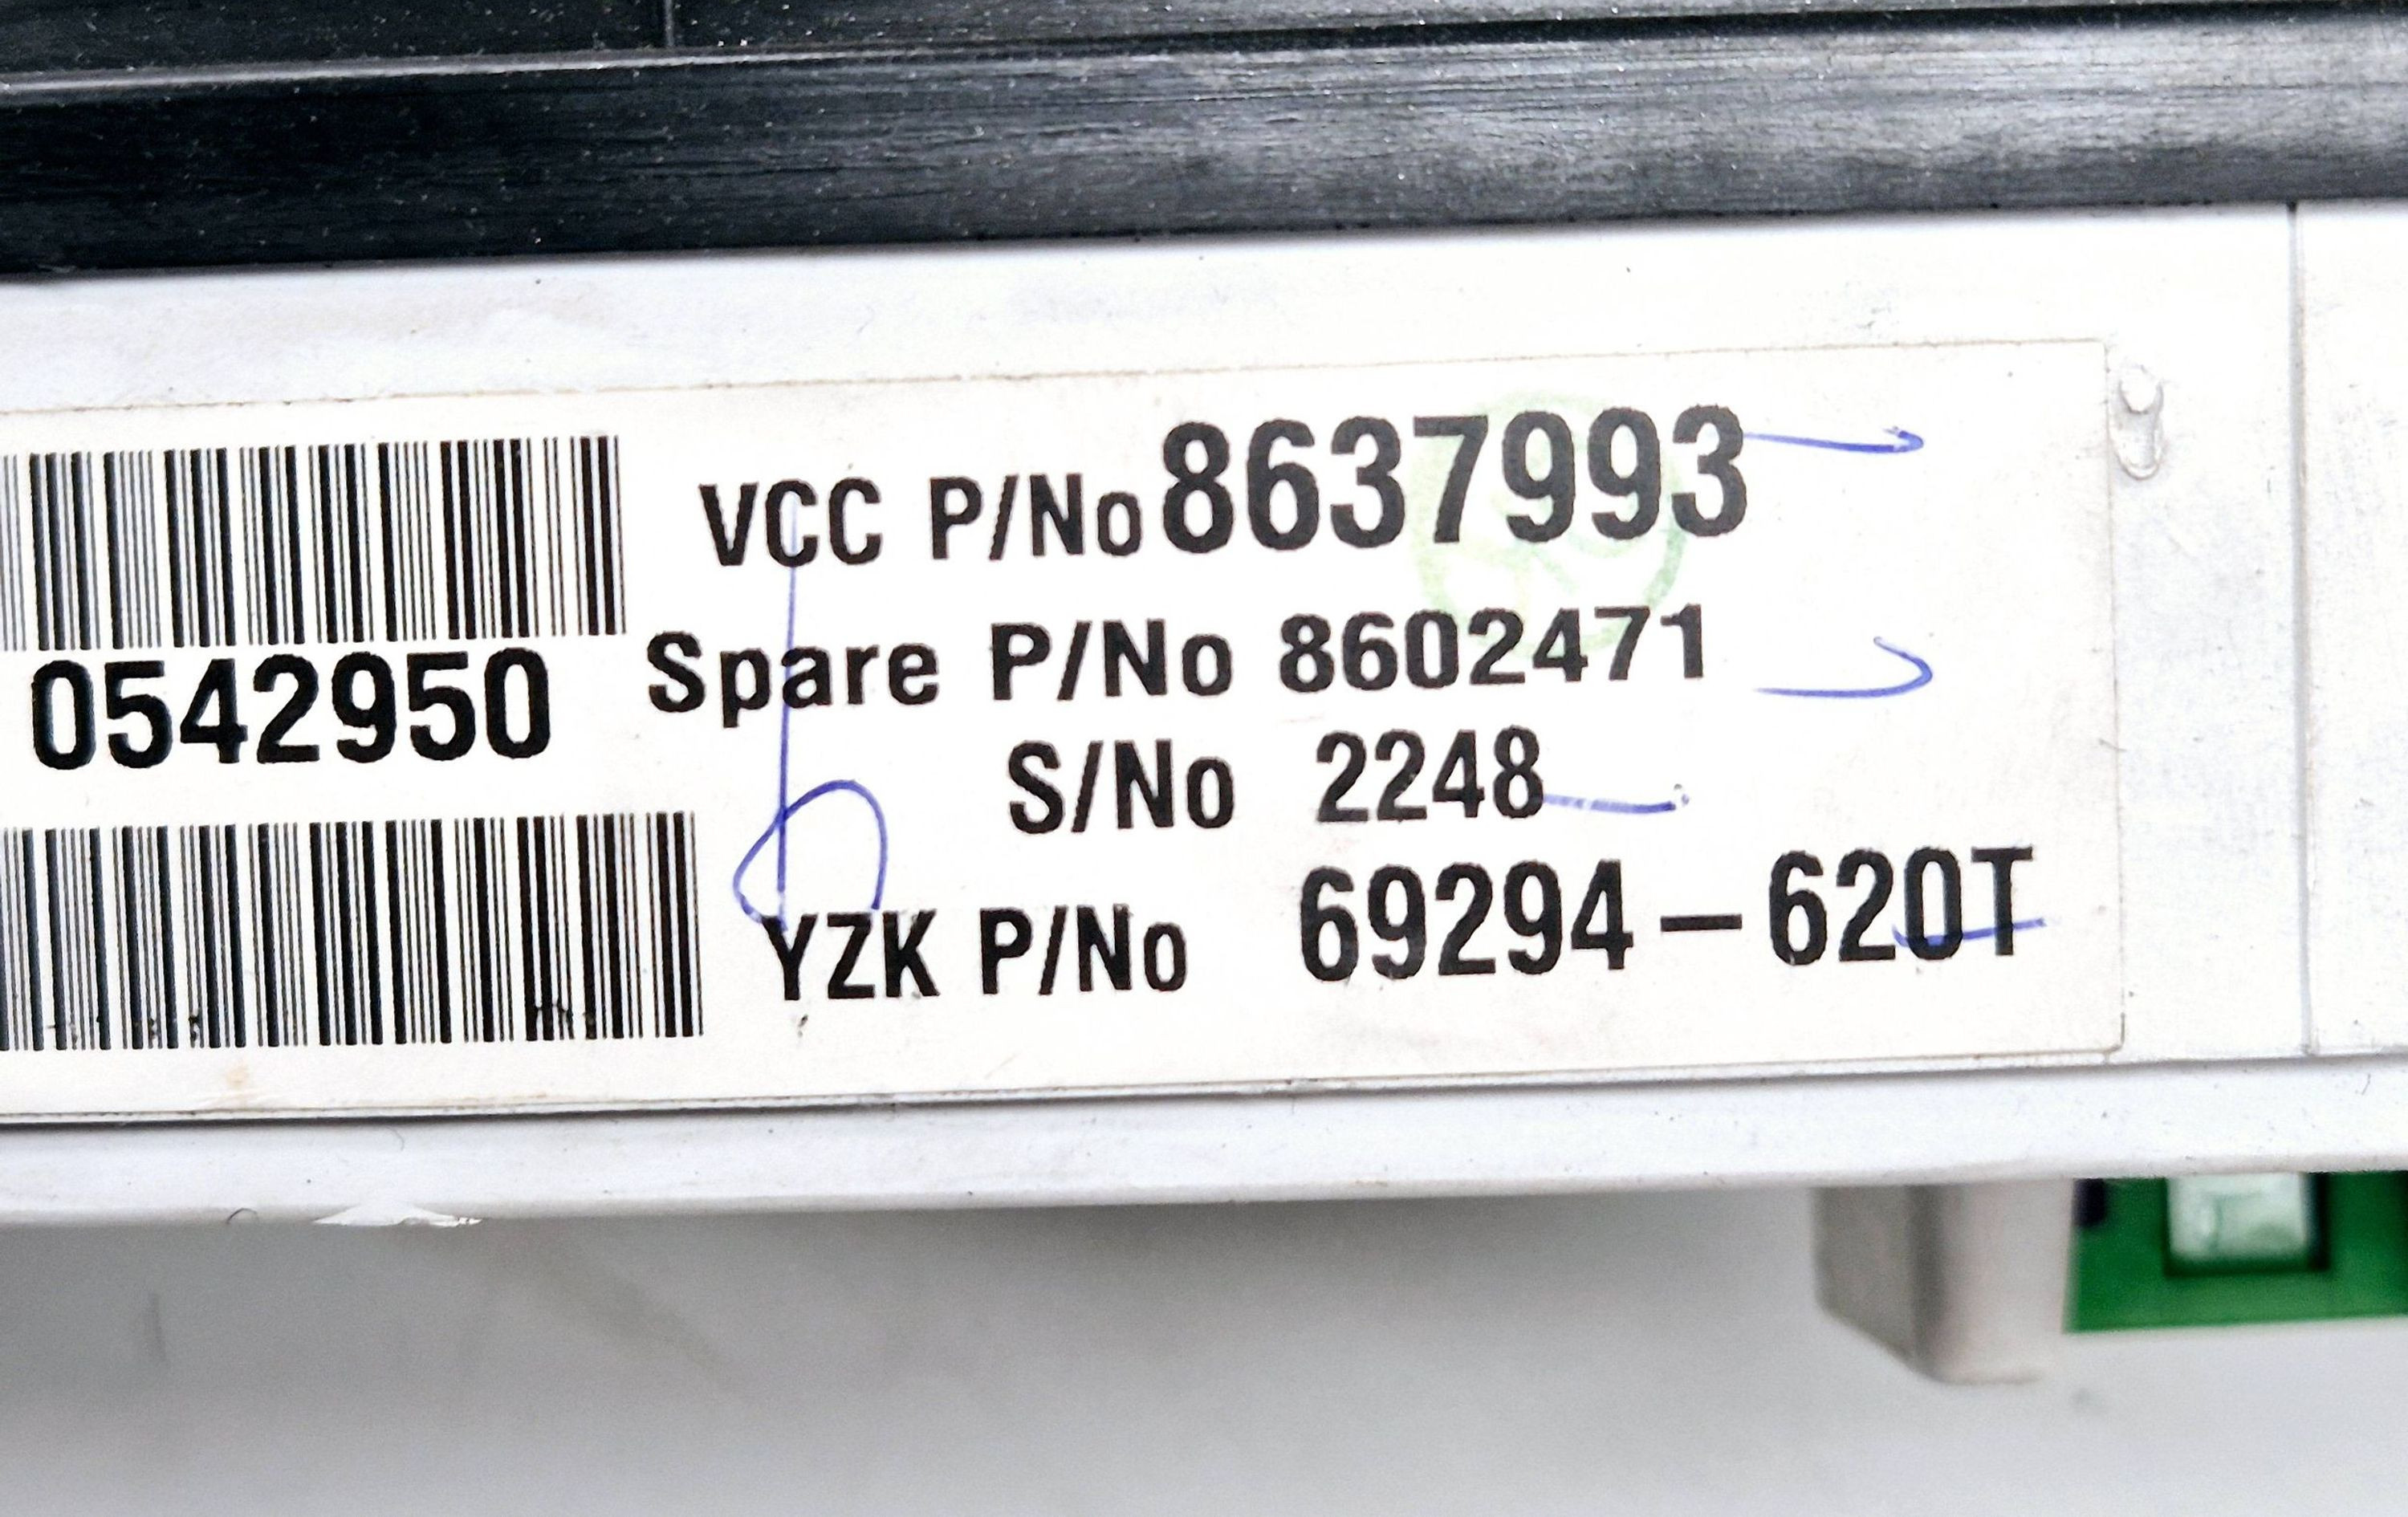 VCC P/No 8637993
0542950
Spare P/No 8602471
S/No 2248
YZK P/No 69294-620T